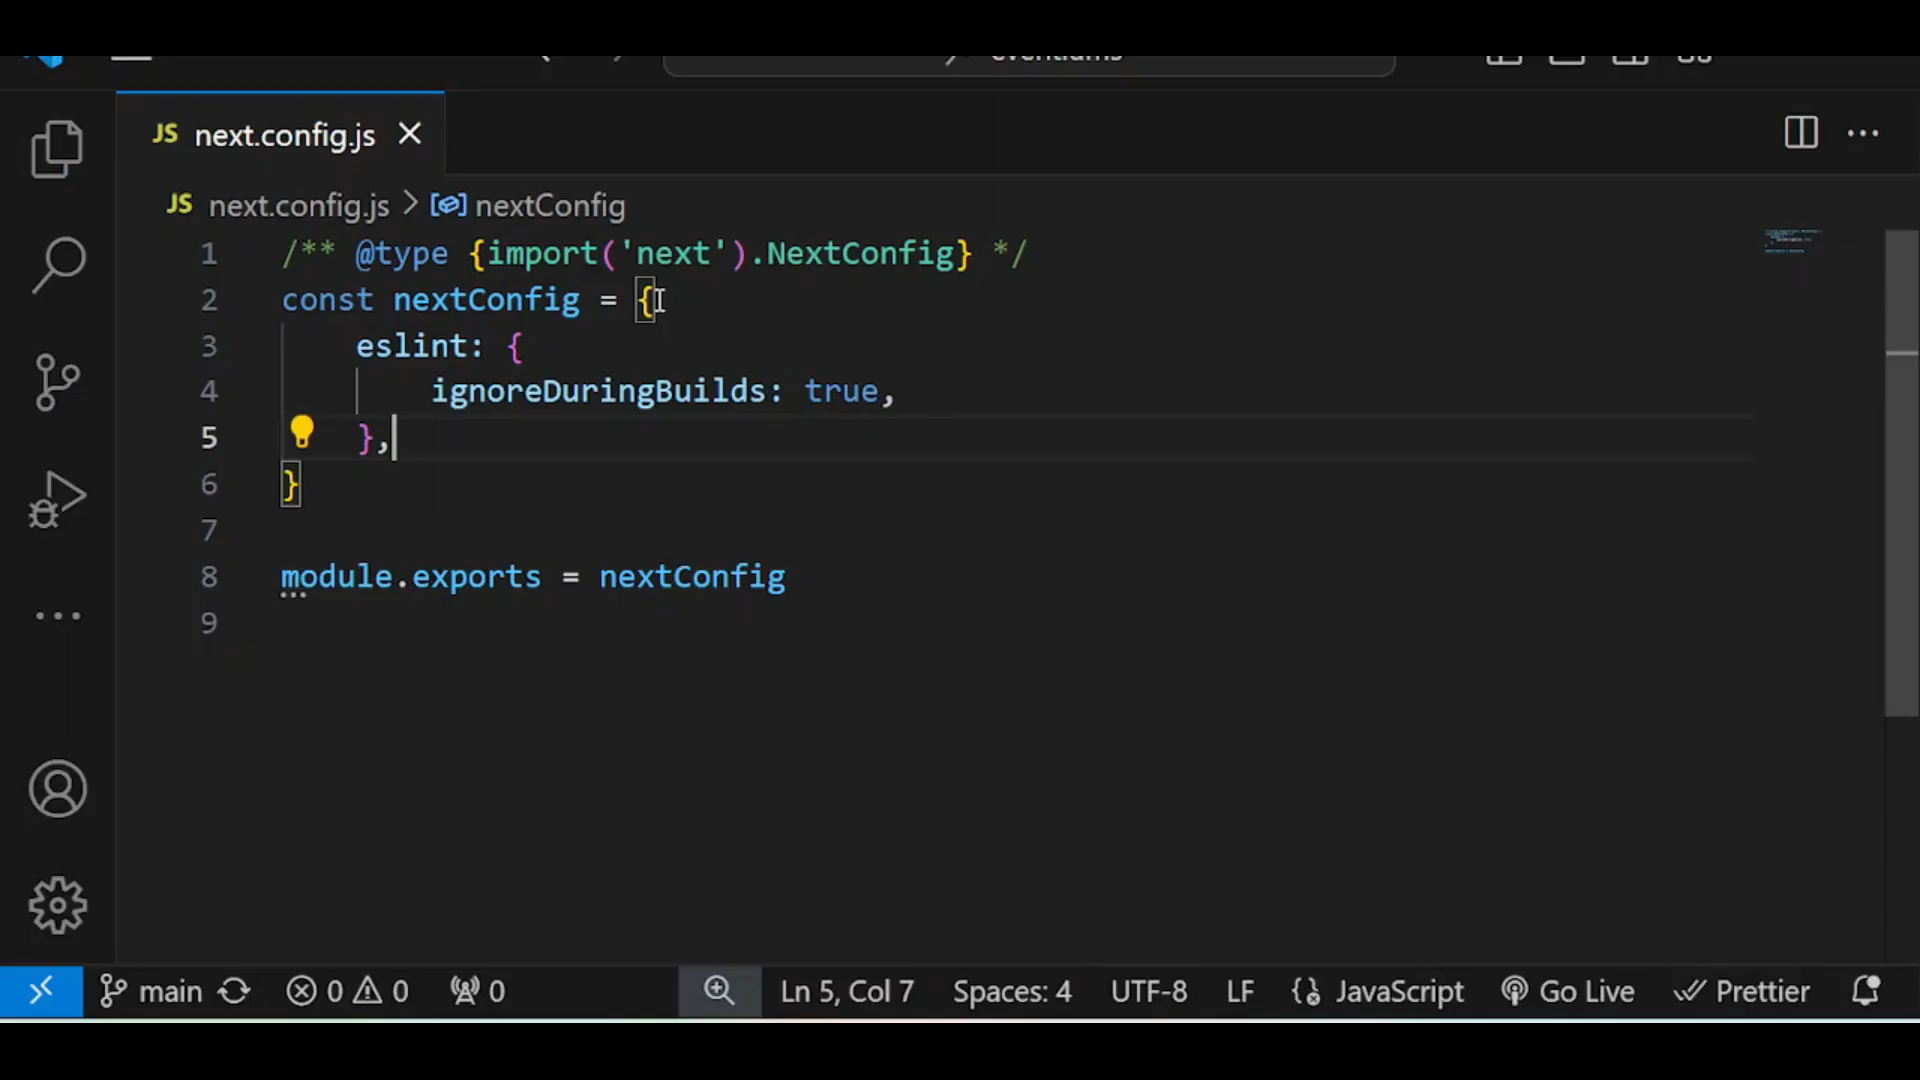 JS next.config.js
JS next.config.js > nextConfig
1 /** @type {import('next').NextConfig} */
2 const nextConfig = {
3     eslint: {
4         ignoreDuringBuilds: true,
5     },
6 }
7
8 module.exports = nextConfig
9
main 0 0 0 Ln 5, Col 7 Spaces: 4 UTF-8 LF JavaScript Go Live Prettier